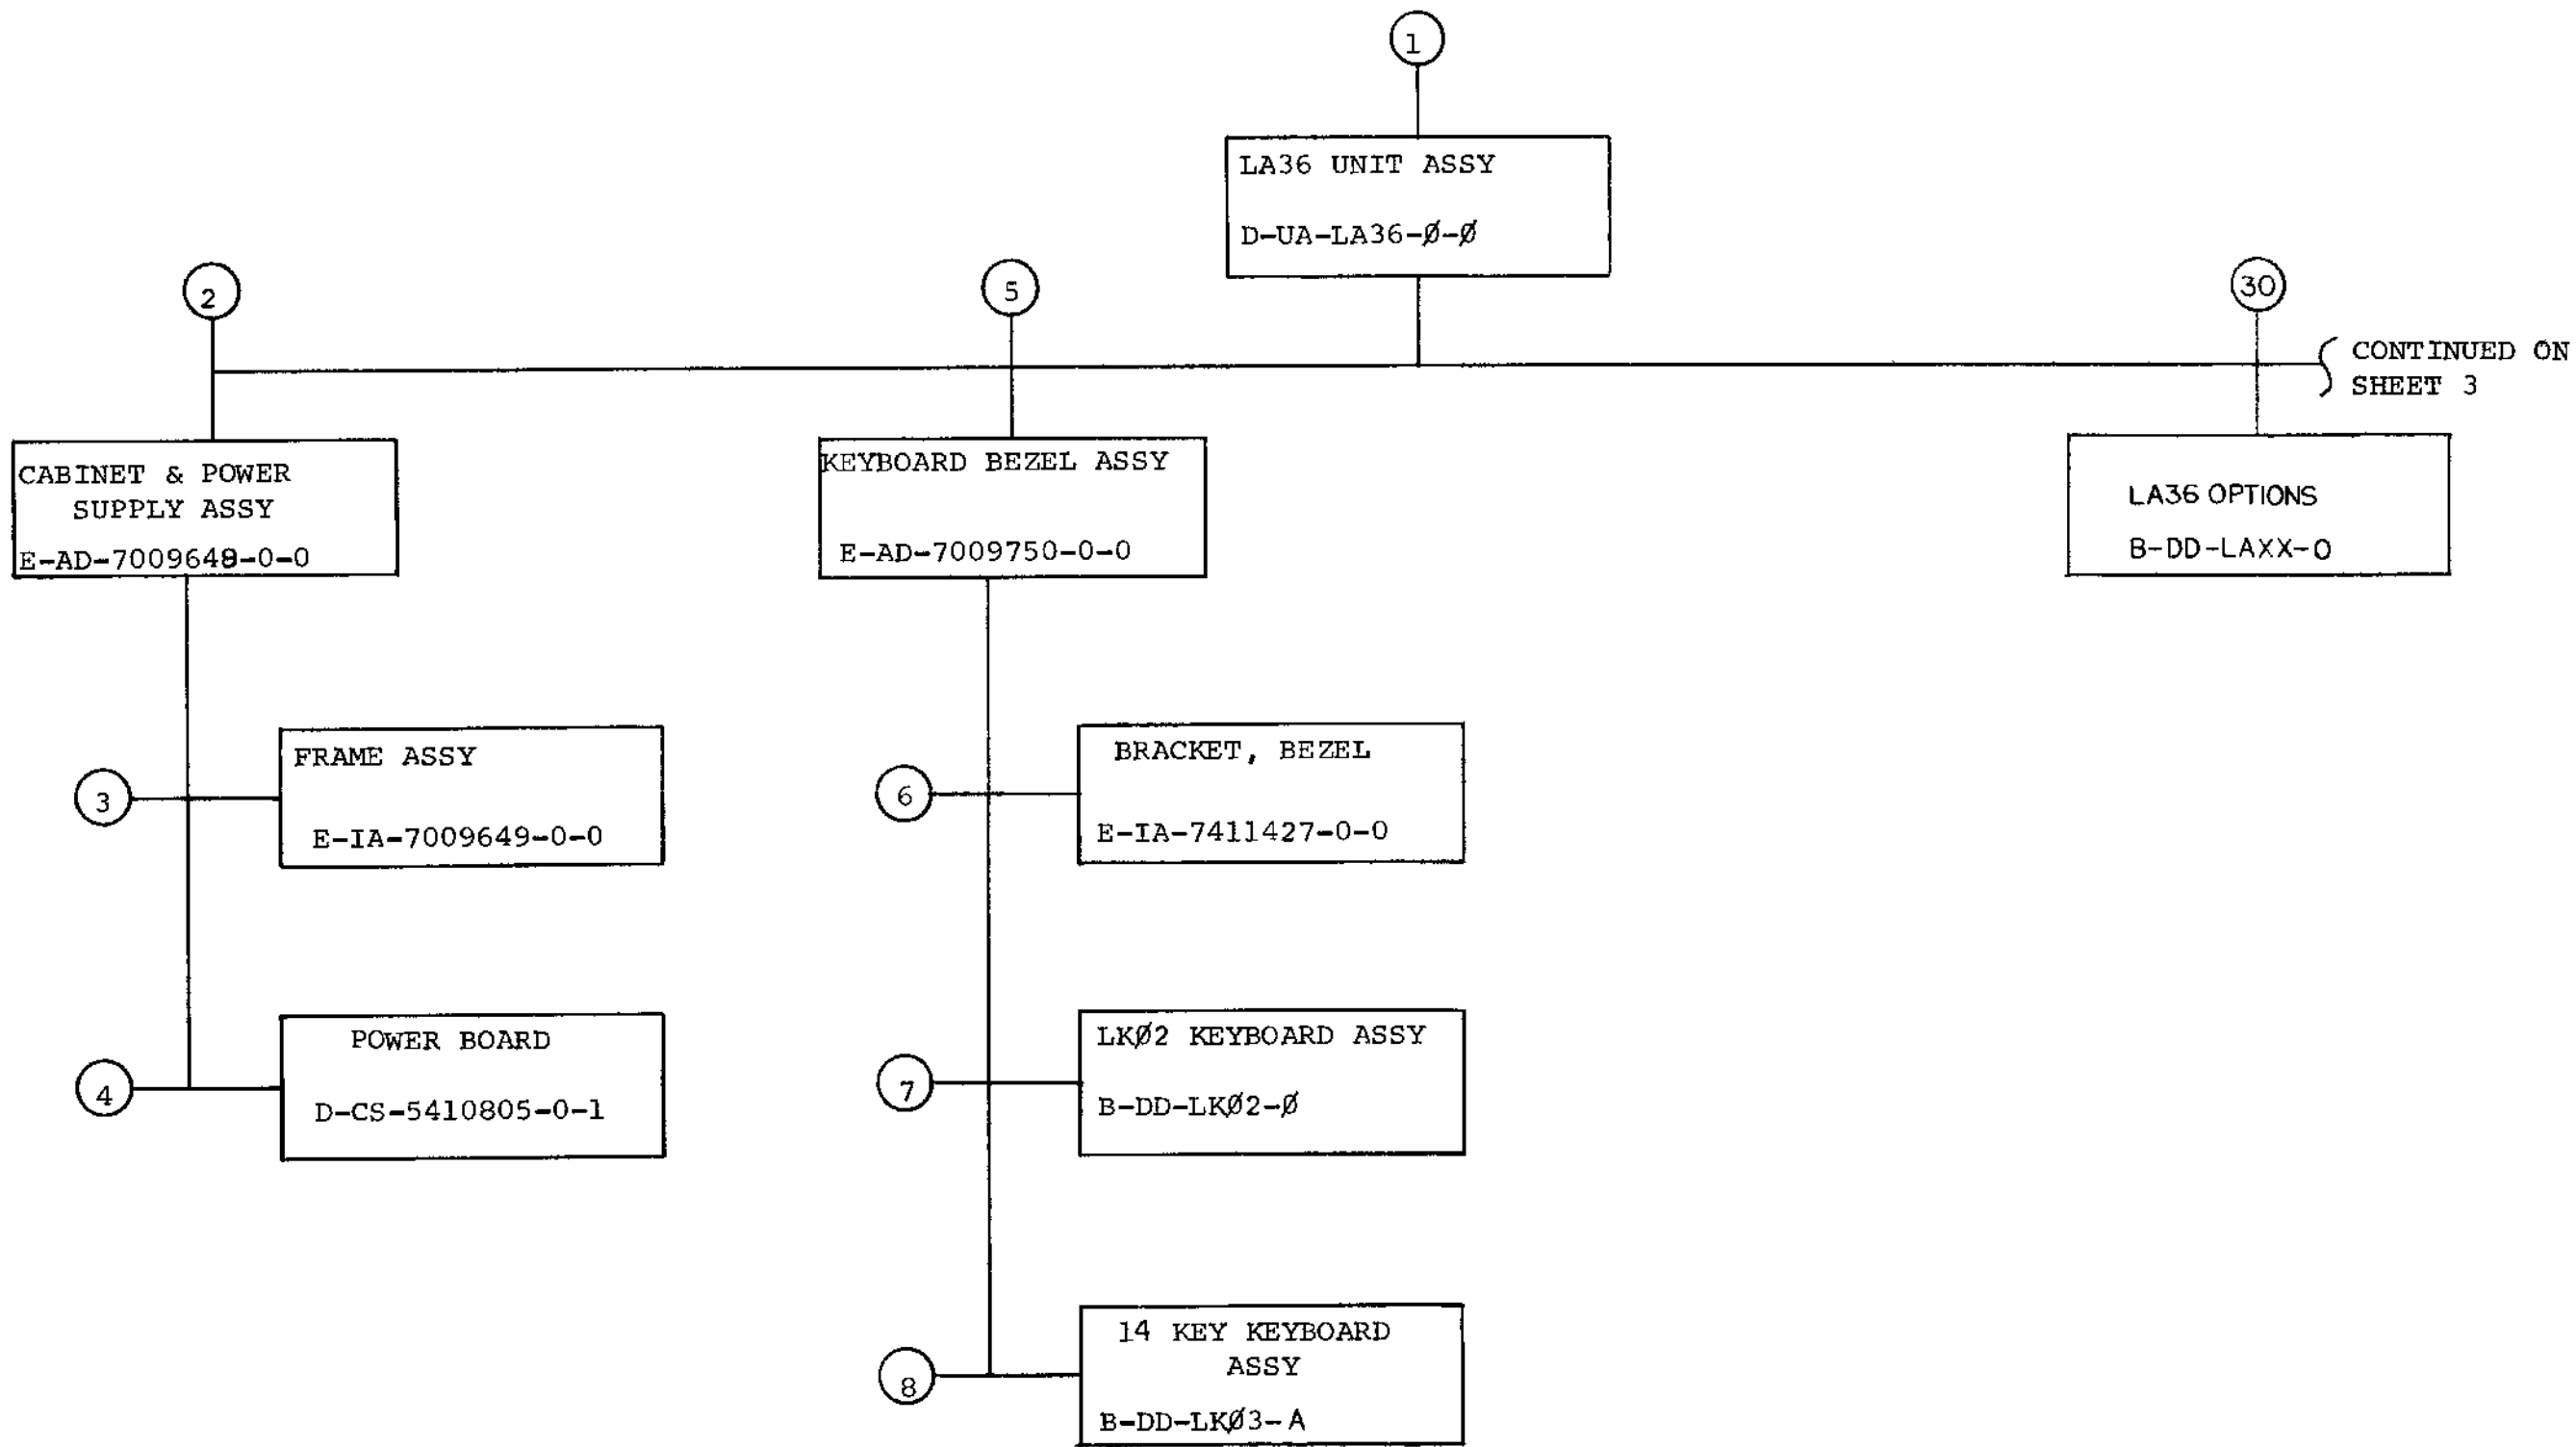 1
LA36 UNIT ASSY
D-UA-LA36-Ø-Ø
2
5
30
CONTINUED ON
SHEET 3
CABINET & POWER
SUPPLY ASSY
E-AD-7009648-0-0
KEYBOARD BEZEL ASSY
E-AD-7009750-0-0
LA36 OPTIONS
B-DD-LAXX-0
3
FRAME ASSY
E-IA-7009649-0-0
6
BRACKET, BEZEL
E-IA-7411427-0-0
4
POWER BOARD
D-CS-5410805-0-1
7
LKØ2 KEYBOARD ASSY
B-DD-LKØ2-Ø
8
14 KEY KEYBOARD
ASSY
B-DD-LKØ3-A